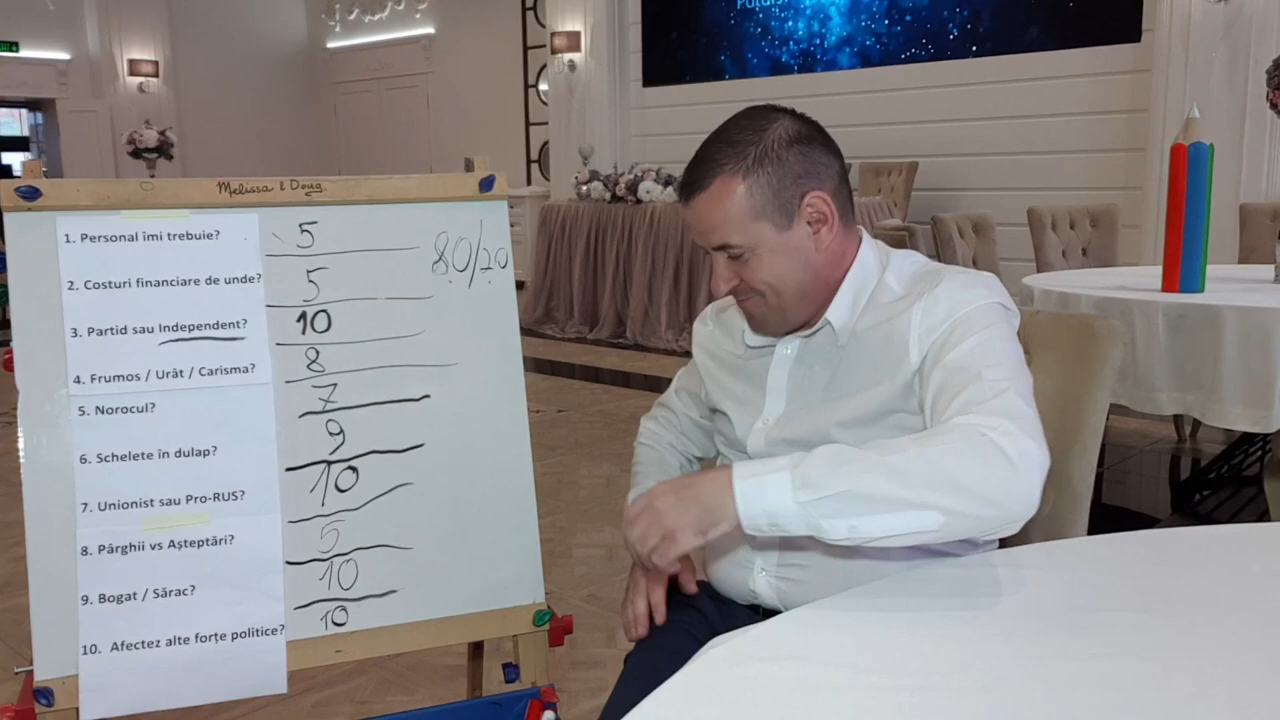 EXIT
Melissa & Doug
1. Personal îmi trebuie?
5
80/20
2. Costuri financiare de unde?
5
3. Partid sau Independent?
10
4. Frumos / Urât / Carisma?
8
5. Norocul?
7
6. Schelete în dulap?
9
7. Unionist sau Pro-RUS?
10
8. Pârghii vs Așteptări?
5
9. Bogat / Sărac?
10
10. Afectez alte forțe politice?
10